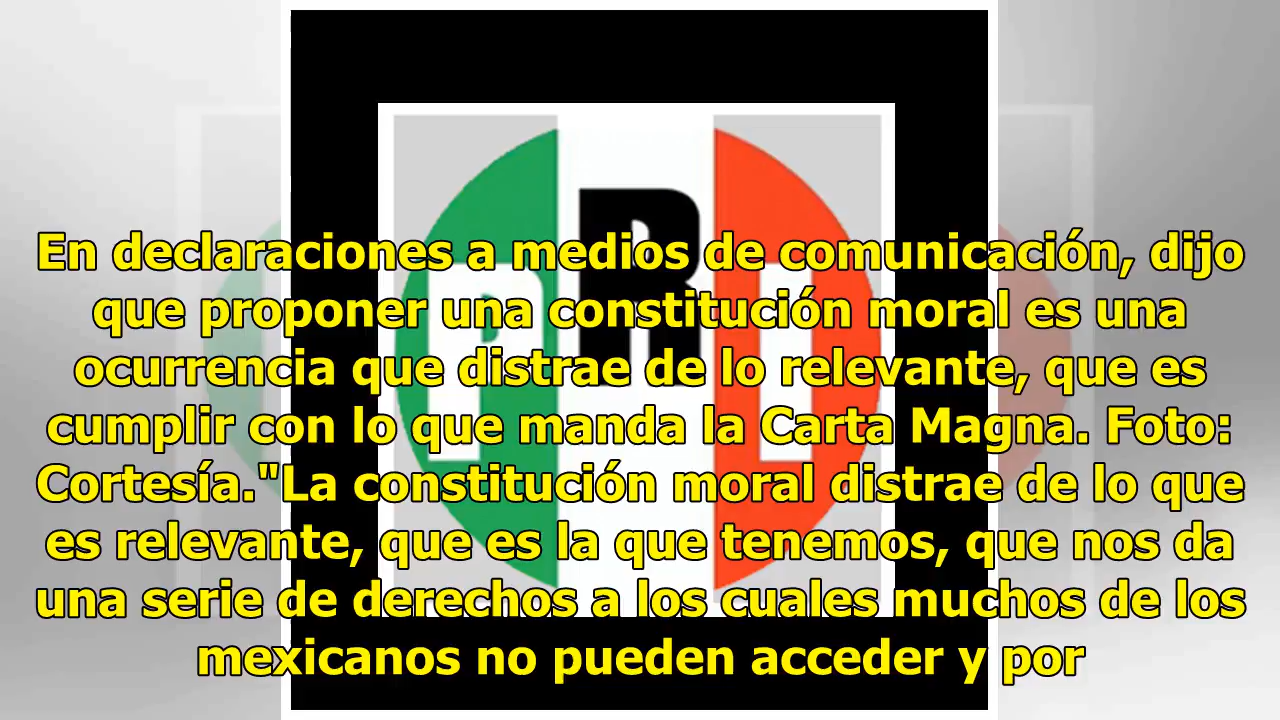 En declaraciones a medios de comunicación, dijo
que proponer una constitución moral es una
ocurrencia que distrae de lo relevante, que es
cumplir con lo que manda la Carta Magna. Foto:
Cortesía."La constitución moral distrae de lo que
es relevante, que es la que tenemos, que nos da
una serie de derechos a los cuales muchos de los
mexicanos no pueden acceder y por
PRI